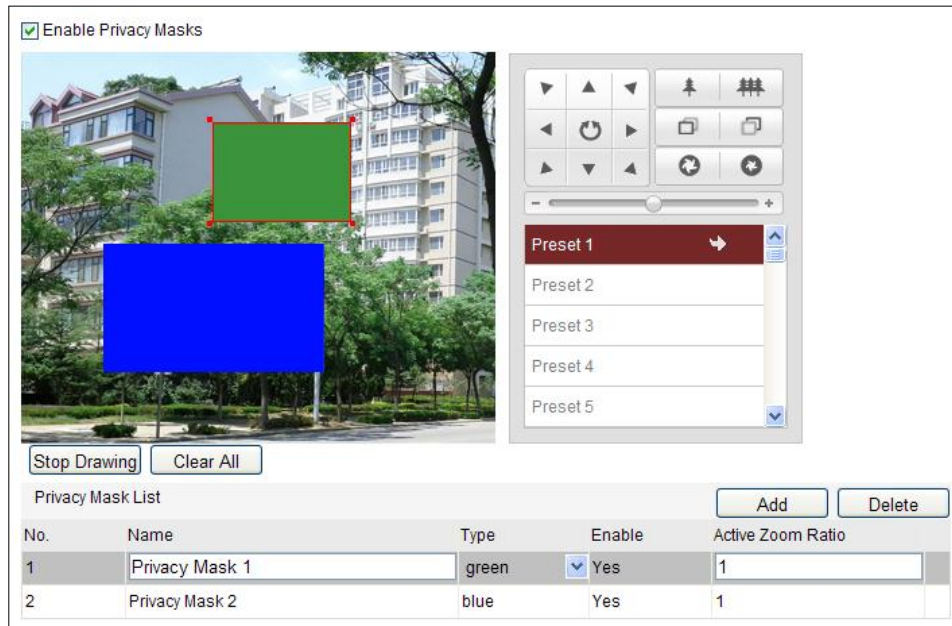 Enable Privacy Masks
Preset 1
Preset 2
Preset 3
Preset 4
Preset 5
Stop Drawing Clear All
Privacy Mask List Add Delete
No. Name Type Enable Active Zoom Ratio
1 Privacy Mask 1 green Yes 1
2 Privacy Mask 2 blue Yes 1